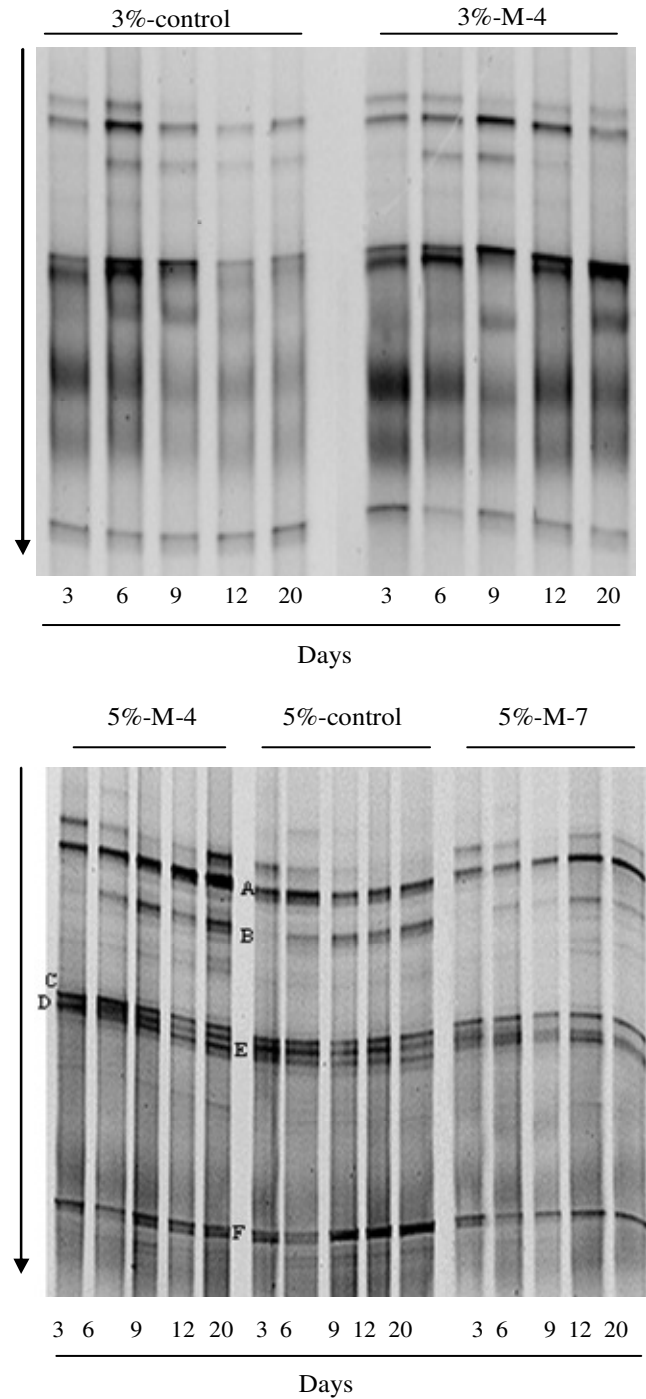 3%-control 3%-M-4
3 6 9 12 20 3 6 9 12 20
Days
5%-M-4 5%-control 5%-M-7
A
B
C
D
E
F
3 6 9 12 20 3 6 9 12 20 3 6 9 12 20
Days